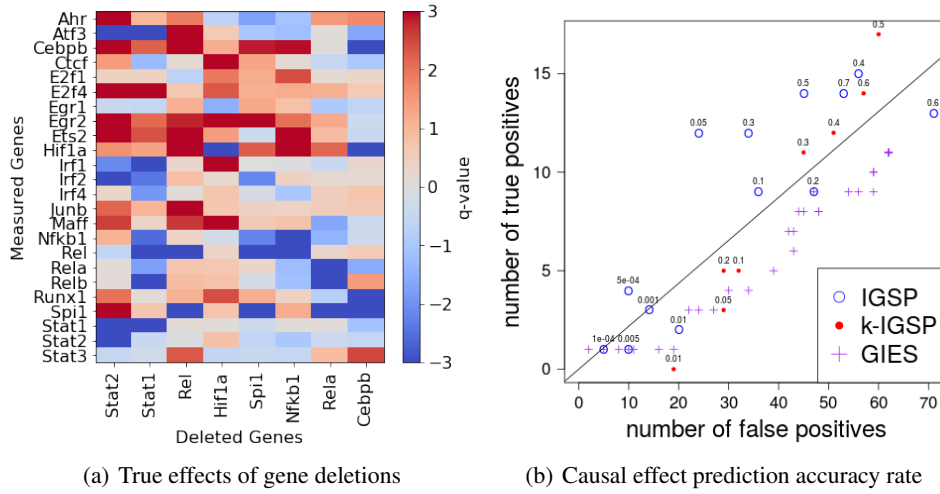 Measured Genes
Ahr
Atf3
Cebpb
Ctcf
E2f1
E2f4
Egr1
Egr2
Ets2
Hif1a
Irf1
Irf2
Irf4
Junb
Maff
Nfkb1
Rel
Rela
Relb
Runx1
Spi1
Stat1
Stat2
Stat3
Stat2
Stat1
Rel
Hif1a
Spi1
Nfkb1
Rela
Cebpb
Deleted Genes
3
2
1
0
−1
−2
−3
q-value
(a) True effects of gene deletions
number of true positives
15
10
5
0
0.5
0.4
0.5
0.7
0.6
0.6
0.05
0.3
0.4
0.3
0.1
0.2
0.2
0.1
5e-04
0.001
0.05
0.01
1e-04
0.005
0.01
IGSP
k-IGSP
GIES
0 10 20 30 40 50 60 70
number of false positives
(b) Causal effect prediction accuracy rate